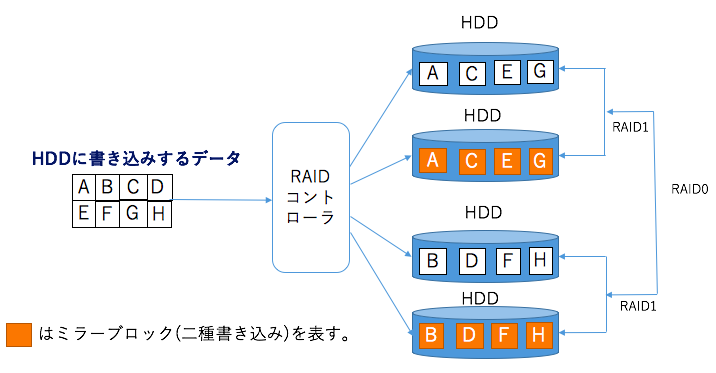 HDD
A C E G
HDD
A C E G
RAID1
RAID0
HDDに書き込みするデータ
A B C D
E F G H
RAID
コント
ローラ
HDD
B D F H
HDD
B D F H
RAID1
はミラーブロック(二種書き込み)を表す。